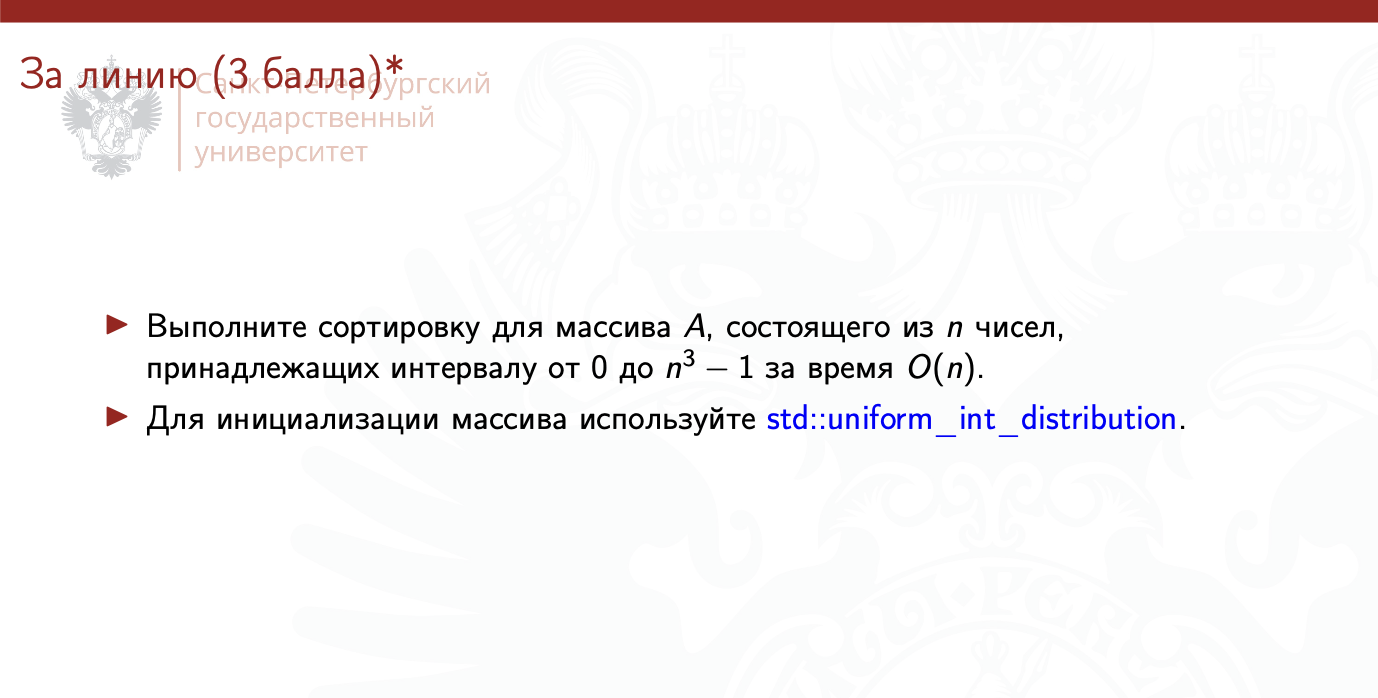 За линию (3 балла)*
Санкт-Петербургский
государственный
университет
Выполните сортировку для массива A, состоящего из n чисел,
принадлежащих интервалу от 0 до n³ − 1 за время O(n).
Для инициализации массива используйте std::uniform_int_distribution.